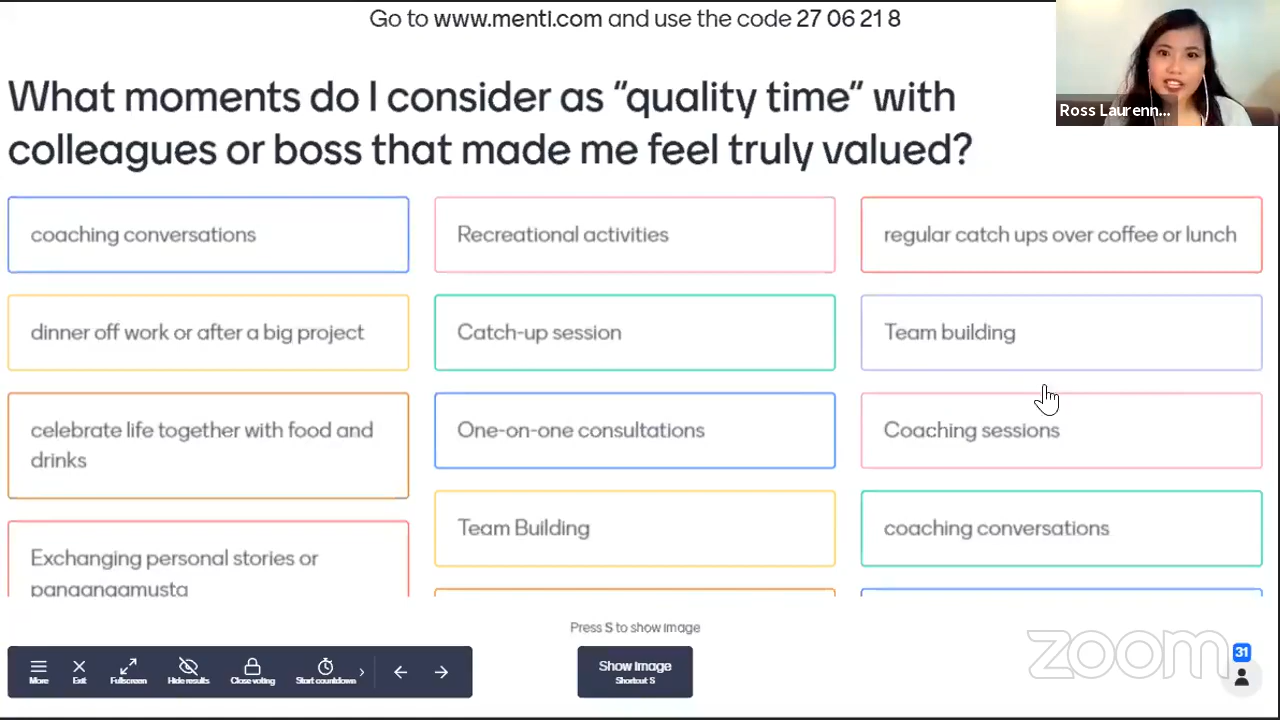 Go to www.menti.com and use the code 27 06 21 8
What moments do I consider as “quality time” with
colleagues or boss that made me feel truly valued?
Ross Laurenn...
coaching conversations
Recreational activities
regular catch ups over coffee or lunch
dinner off work or after a big project
Catch-up session
Team building
celebrate life together with food and
drinks
One-on-one consultations
Coaching sessions
Team Building
coaching conversations
Exchanging personal stories or
pangangamusta
Press S to show image
Show image
Shortcut S
More
Exit
Fullscreen
Hide results
Close voting
Start countdown
zoom
31